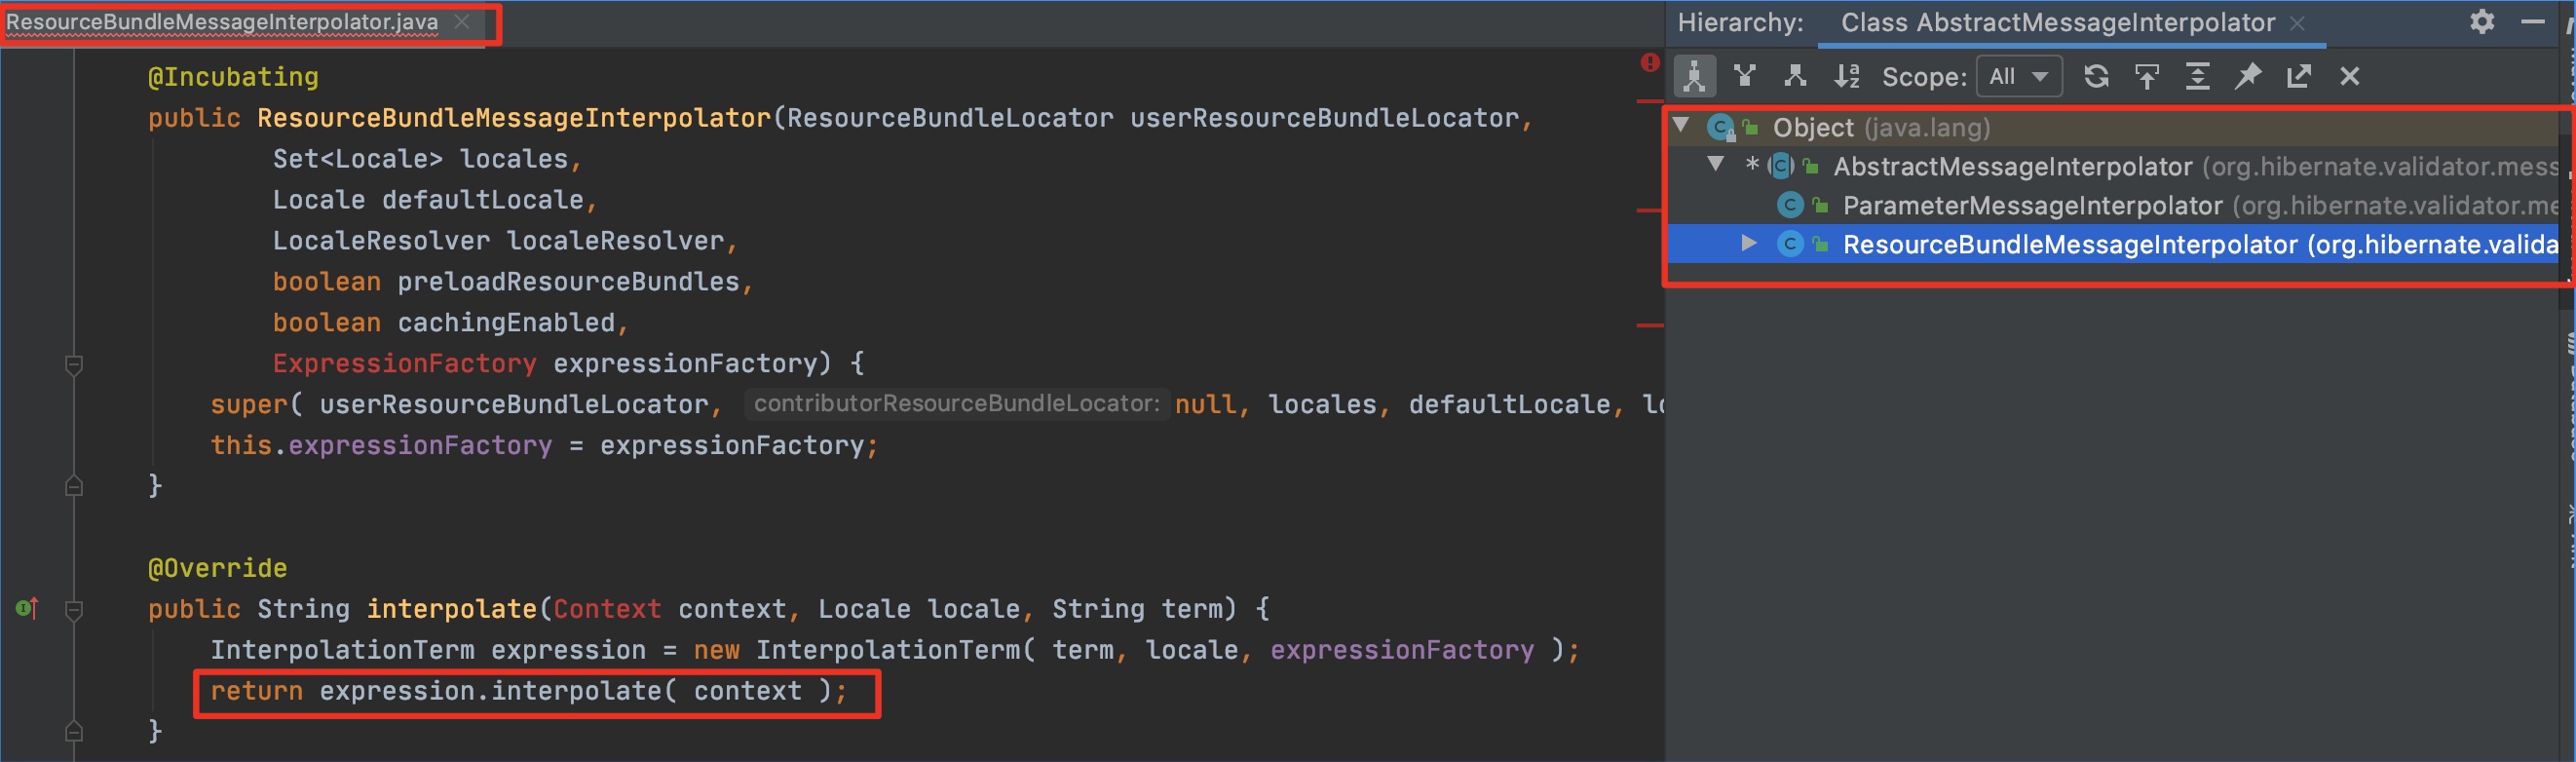 ResourceBundleMessageInterpolator.java
@Incubating
public ResourceBundleMessageInterpolator(ResourceBundleLocator userResourceBundleLocator,
Set<Locale> locales,
Locale defaultLocale,
LocaleResolver localeResolver,
boolean preloadResourceBundles,
boolean cachingEnabled,
ExpressionFactory expressionFactory) {
super( userResourceBundleLocator, contributorResourceBundleLocator: null, locales, defaultLocale, lo
this.expressionFactory = expressionFactory;
}
@Override
public String interpolate(Context context, Locale locale, String term) {
InterpolationTerm expression = new InterpolationTerm( term, locale, expressionFactory );
return expression.interpolate( context );
}
Hierarchy: Class AbstractMessageInterpolator
Scope: All
Object (java.lang)
* AbstractMessageInterpolator (org.hibernate.validator.mess
ParameterMessageInterpolator (org.hibernate.validator.me
ResourceBundleMessageInterpolator (org.hibernate.valida